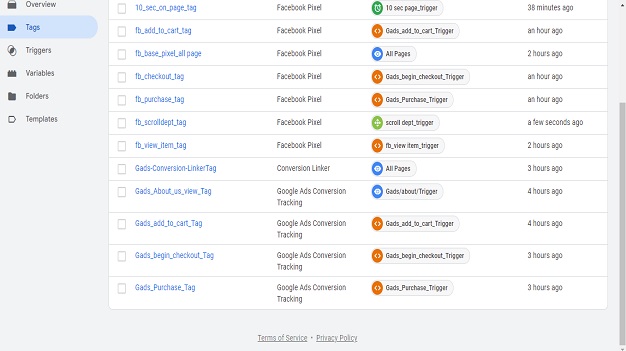 Overview
Tags
Triggers
Variables
Folders
Templates
10_sec_on_page_tag Facebook Pixel 10 sec page_trigger 38 minutes ago
fb_add_to_cart_tag Facebook Pixel Gads_add_to_cart_Trigger an hour ago
fb_base_pixel_all page Facebook Pixel All Pages 2 hours ago
fb_checkout_tag Facebook Pixel Gads_begin_checkout_Trigger an hour ago
fb_purchase_tag Facebook Pixel Gads_Purchase_Trigger an hour ago
fb_scrolldept_tag Facebook Pixel scroll dept_trigger a few seconds ago
fb_view_item_tag Facebook Pixel fb_view item_trigger 2 hours ago
Gads-Conversion-LinkerTag Conversion Linker All Pages 3 hours ago
Gads_About_us_view_Tag Google Ads Conversion Gads/about/Trigger 4 hours ago
Tracking
Gads_add_to_cart_Tag Google Ads Conversion Gads_add_to_cart_Trigger 4 hours ago
Tracking
Gads_begin_checkout_Tag Google Ads Conversion Gads_begin_checkout_Trigger 3 hours ago
Tracking
Gads_Purchase_Tag Google Ads Conversion Gads_Purchase_Trigger 3 hours ago
Tracking
Terms of Service • Privacy Policy